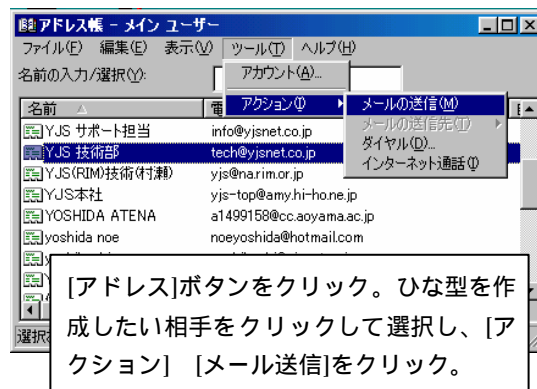 アドレス帳 - メイン ユーザー
ファイル(F) 編集(E) 表示(V) ツール(T) ヘルプ(H)
名前の入力/選択(Y):
アカウント(A)...
アクション(I)
メールの送信(M)
メールの送信先(T)
ダイヤル(D)...
インターネット通話(I)
名前 電
YJS サポート担当 info@yjsnet.co.jp
YJS 技術部 tech@yjsnet.co.jp
YJS(RIM)技術(村瀬) yjs@na.rim.or.jp
YJS本社 yjs-top@amy.hi-ho.ne.jp
YOSHIDA ATENA a1499158@cc.aoyama.ac.jp
yoshida noe noeyoshida@hotmail.com
[アドレス]ボタンをクリック。ひな型を作
成したい相手をクリックして選択し、[ア
クション] [メール送信]をクリック。
選択